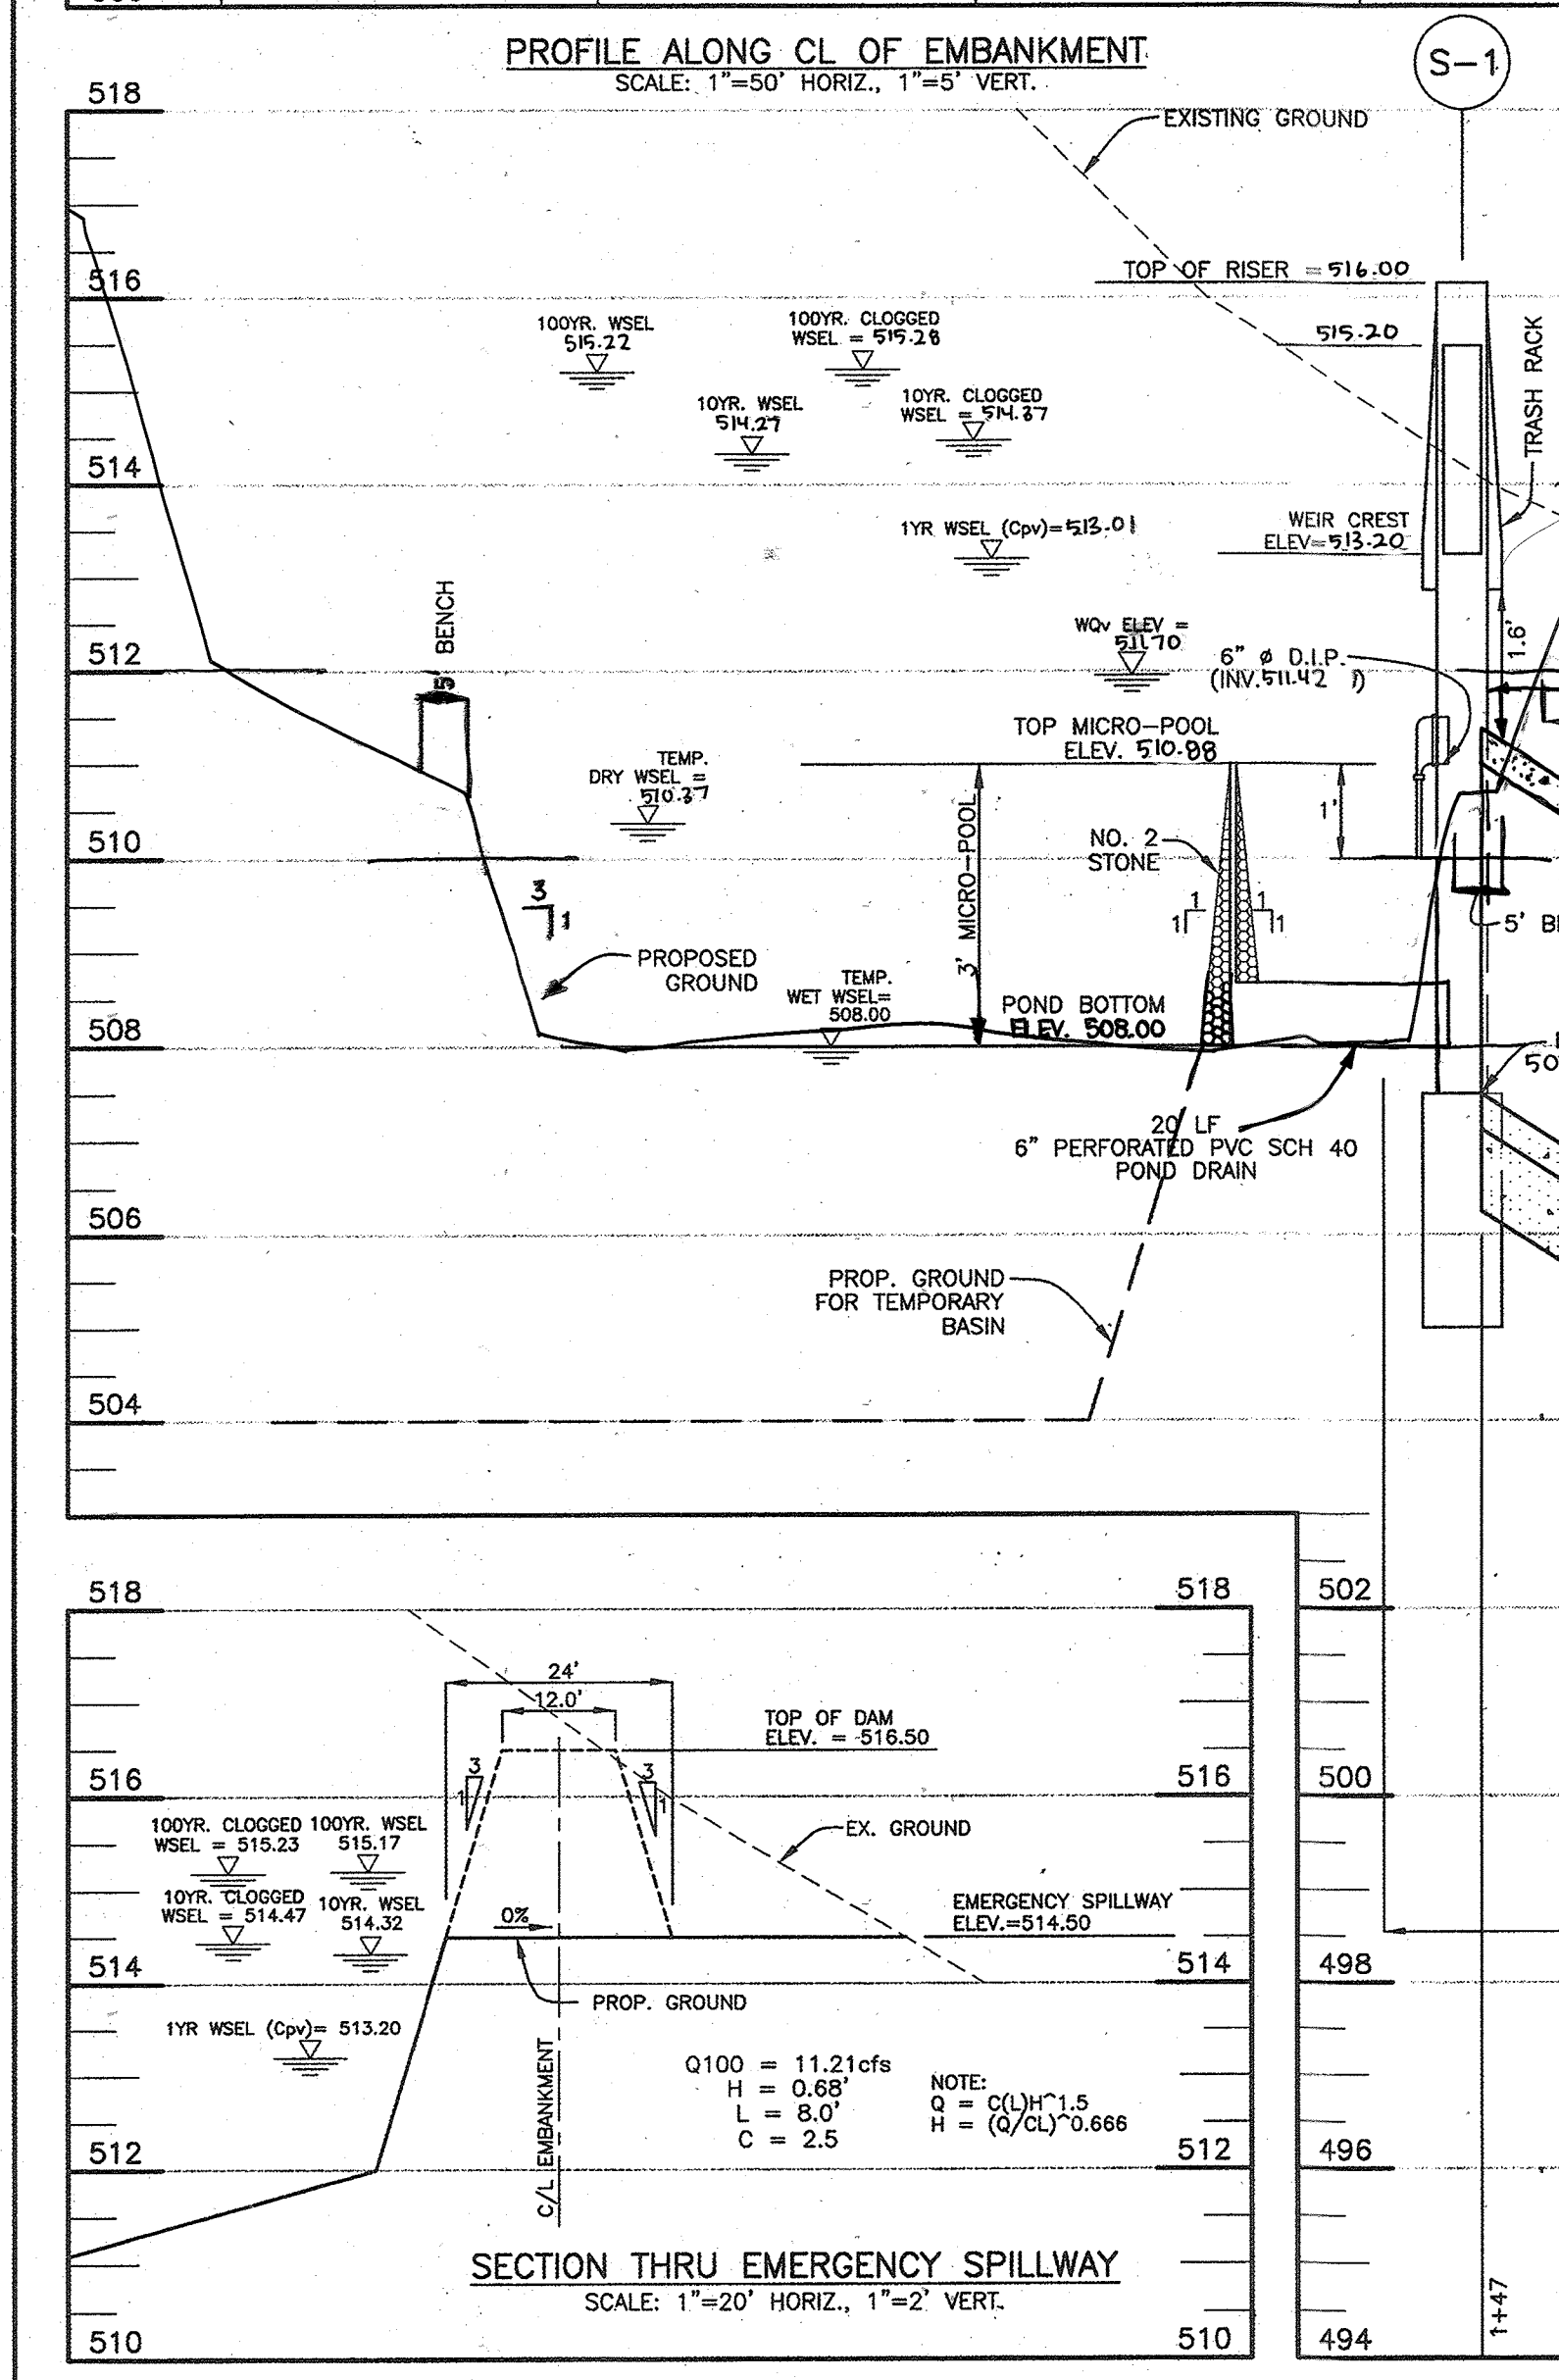 PROFILE ALONG CL OF EMBANKMENT
SCALE: 1"=50' HORIZ., 1"=5' VERT.
S-1
518
EXISTING GROUND
TOP OF RISER = 516.00
516
100YR. WSEL
515.22
100YR. CLOGGED
WSEL = 515.28
515.20
TRASH RACK
10YR. WSEL
514.27
10YR. CLOGGED
WSEL = 514.37
514
1YR WSEL (Cpv)=513.01
WEIR CREST
ELEV=513.20
5' BENCH
WQv ELEV =
511.70
1.6'
512
6" ø D.I.P.
(INV.511.42 )
TOP MICRO-POOL
ELEV. 510.88
TEMP.
DRY WSEL =
510.37
1'
510
3' MICRO-POOL
NO. 2
STONE
3
1
1
1
1
1
5' B
PROPOSED
GROUND
TEMP.
WET WSEL=
508.00
POND BOTTOM
ELEV. 508.00
508
50
20 LF
6" PERFORATED PVC SCH 40
POND DRAIN
506
PROP. GROUND
FOR TEMPORARY
BASIN
504
518
518
502
24'
12.0'
TOP OF DAM
ELEV. = 516.50
3
1
3
1
516
516
500
100YR. CLOGGED
WSEL = 515.23
100YR. WSEL
515.17
EX. GROUND
10YR. CLOGGED
WSEL = 514.47
10YR. WSEL
514.32
0%
EMERGENCY SPILLWAY
ELEV.=514.50
514
514
498
PROP. GROUND
1YR WSEL (Cpv)= 513.20
C/L EMBANKMENT
Q100 = 11.21cfs
H = 0.68'
L = 8.0'
C = 2.5
NOTE:
Q = C(L)H^1.5
H = (Q/CL)^0.666
512
512
496
SECTION THRU EMERGENCY SPILLWAY
SCALE: 1"=20' HORIZ., 1"=2' VERT.
1+47
510
510
494